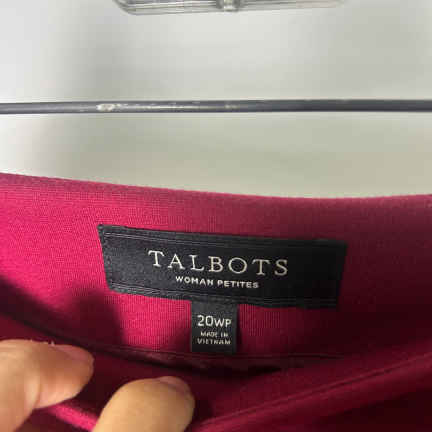 TALBOTS
WOMAN PETITES
20WP
MADE IN
VIETNAM